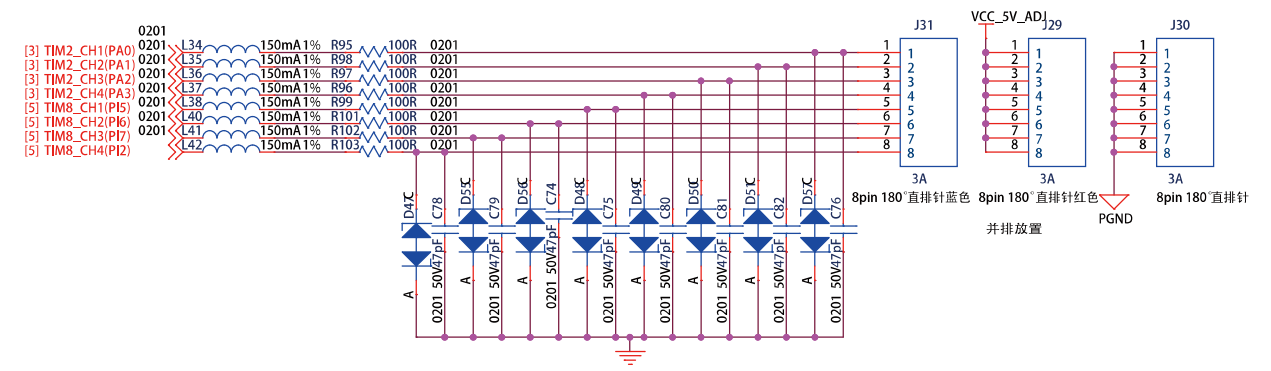 J31
VCC_5V_ADJ
J29
J30
0201
[3] TIM2_CH1(PA0) 0201 L34 150mA1% R95 100R 0201 1 1 1 1 1 1
[3] TIM2_CH2(PA1) 0201 L35 150mA1% R98 100R 0201 2 2 2 2 2 2
[3] TIM2_CH3(PA2) 0201 L36 150mA1% R97 100R 0201 3 3 3 3 3 3
[3] TIM2_CH4(PA3) 0201 L37 150mA1% R96 100R 0201 4 4 4 4 4 4
[5] TIM8_CH1(PI5) 0201 L38 150mA1% R99 100R 0201 5 5 5 5 5 5
[5] TIM8_CH2(PI6) 0201 L40 150mA1% R101 100R 0201 6 6 6 6 6 6
[5] TIM8_CH3(PI7) 0201 L41 150mA1% R102 100R 0201 7 7 7 7 7 7
[5] TIM8_CH4(PI2) L42 150mA1% R103 100R 0201 8 8 8 8 8 8
3A
3A
3A
8pin 180°直排针蓝色
8pin 180°直排针红色
8pin 180°直排针
并排放置
PGND
D47 C A
C78 0201 50V47pF
D55 C A
C79 0201 50V47pF
D56 C A
C74 0201 50V47pF
D48 C A
C75 0201 50V47pF
D49 C A
C80 0201 50V47pF
D50 C A
C81 0201 50V47pF
D51 C A
C82 0201 50V47pF
D57 C A
C76 0201 50V47pF